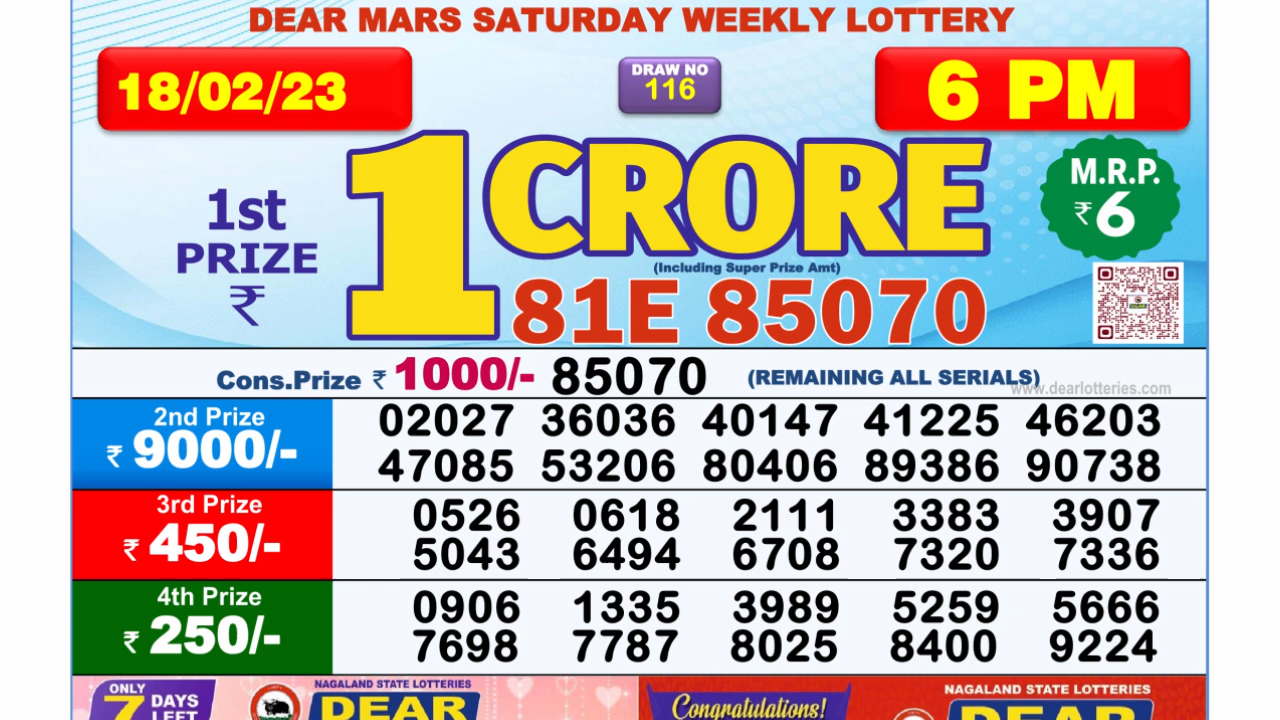 DEAR MARS SATURDAY WEEKLY LOTTERY
18/02/23
DRAW NO
116
6 PM
1st
PRIZE
₹
1 CRORE
(Including Super Prize Amt)
81E 85070
M.R.P.
₹ 6
Cons.Prize ₹ 1000/- 85070 (REMAINING ALL SERIALS)
www.dearlotteries.com
2nd Prize
₹ 9000/-
02027 36036 40147 41225 46203
47085 53206 80406 89386 90738
3rd Prize
₹ 450/-
0526 0618 2111 3383 3907
5043 6494 6708 7320 7336
4th Prize
₹ 250/-
0906 1335 3989 5259 5666
7698 7787 8025 8400 9224
ONLY
7 DAYS
LEFT
NAGALAND STATE LOTTERIES
DEAR
Congratulations!
NAGALAND STATE LOTTERIES
DEAR